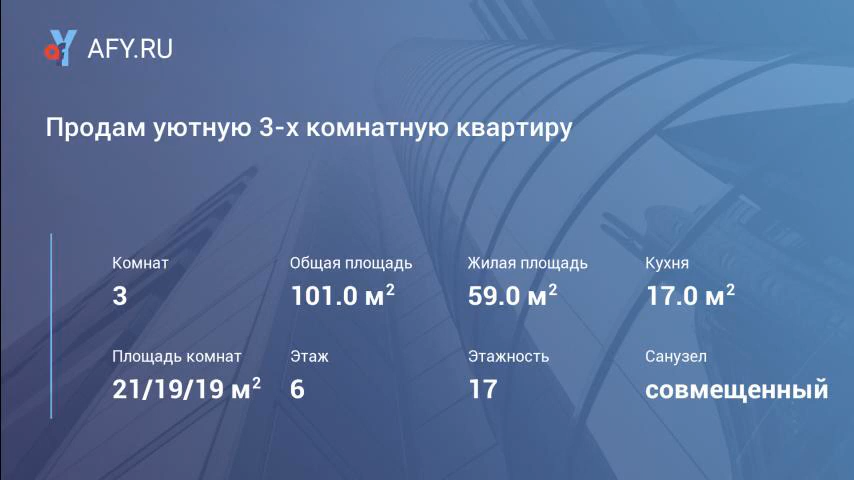 AFY.RU
Продам уютную 3-х комнатную квартиру
Комнат
3
Общая площадь
101.0 м²
Жилая площадь
59.0 м²
Кухня
17.0 м²
Площадь комнат
21/19/19 м²
Этаж
6
Этажность
17
Санузел
совмещенный